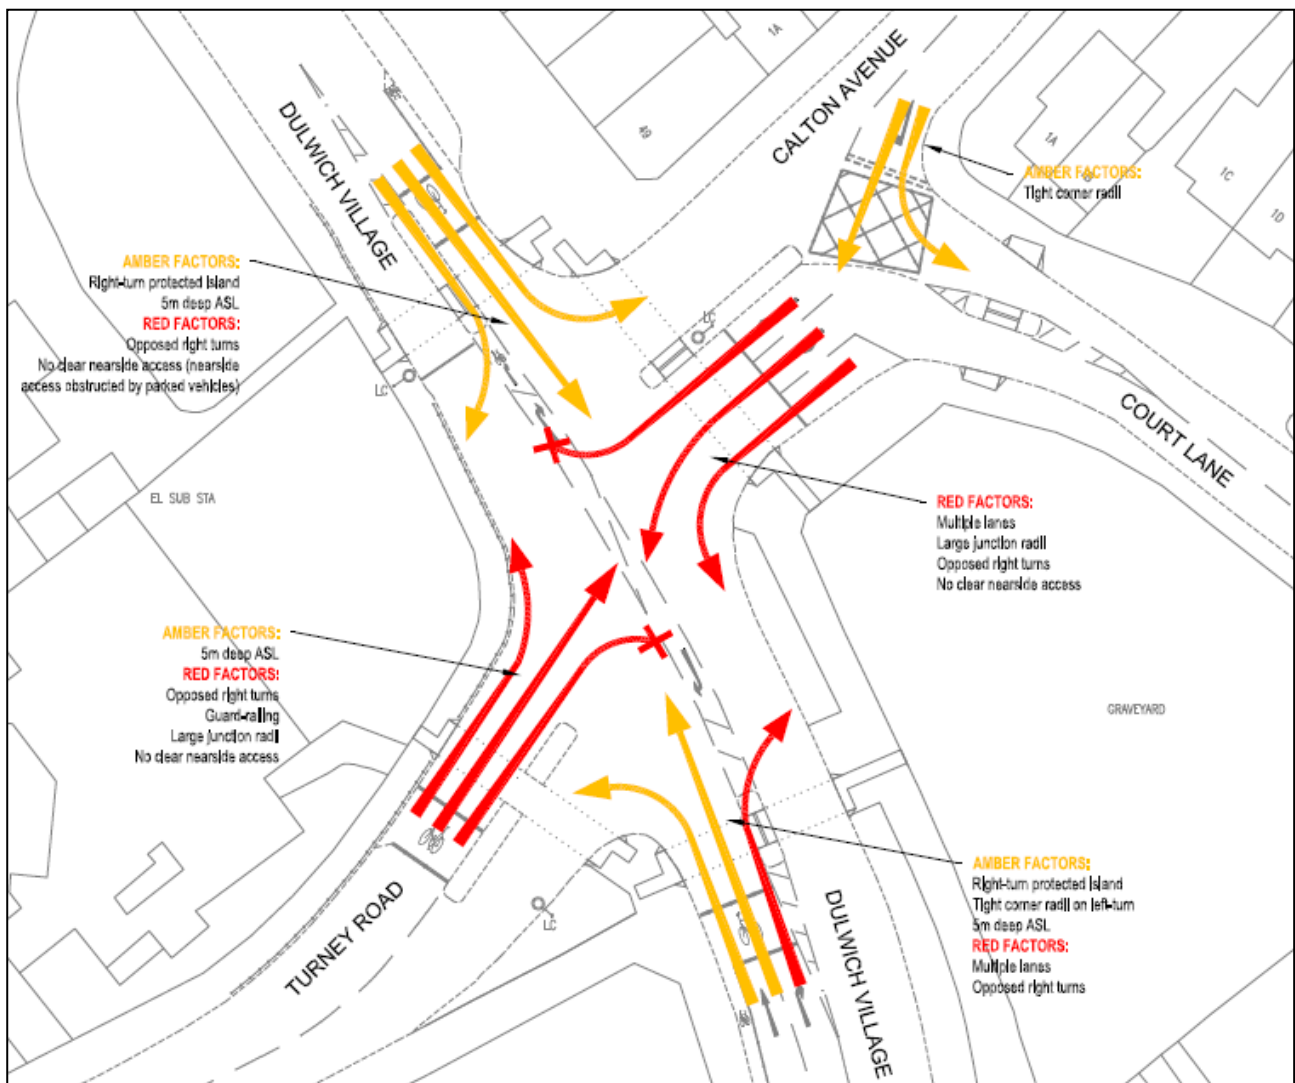 1A
CALTON AVENUE
49
1A
1C
1D
DULWICH VILLAGE
AMBER FACTORS:
Tight corner radii
AMBER FACTORS:
Right-turn protected island
5m deep ASL
RED FACTORS:
Opposed right turns
No clear nearside access (nearside
access obstructed by parked vehicles)
LC
LC
COURT LANE
EL SUB STA
RED FACTORS:
Multiple lanes
Large junction radii
Opposed right turns
No clear nearside access
AMBER FACTORS:
5m deep ASL
RED FACTORS:
Opposed right turns
Guard-railing
Large junction radii
No clear nearside access
GRAVEYARD
TURNEY ROAD
LC
DULWICH VILLAGE
AMBER FACTORS:
Right-turn protected island
Tight corner radii on left-turn
5m deep ASL
RED FACTORS:
Multiple lanes
Opposed right turns